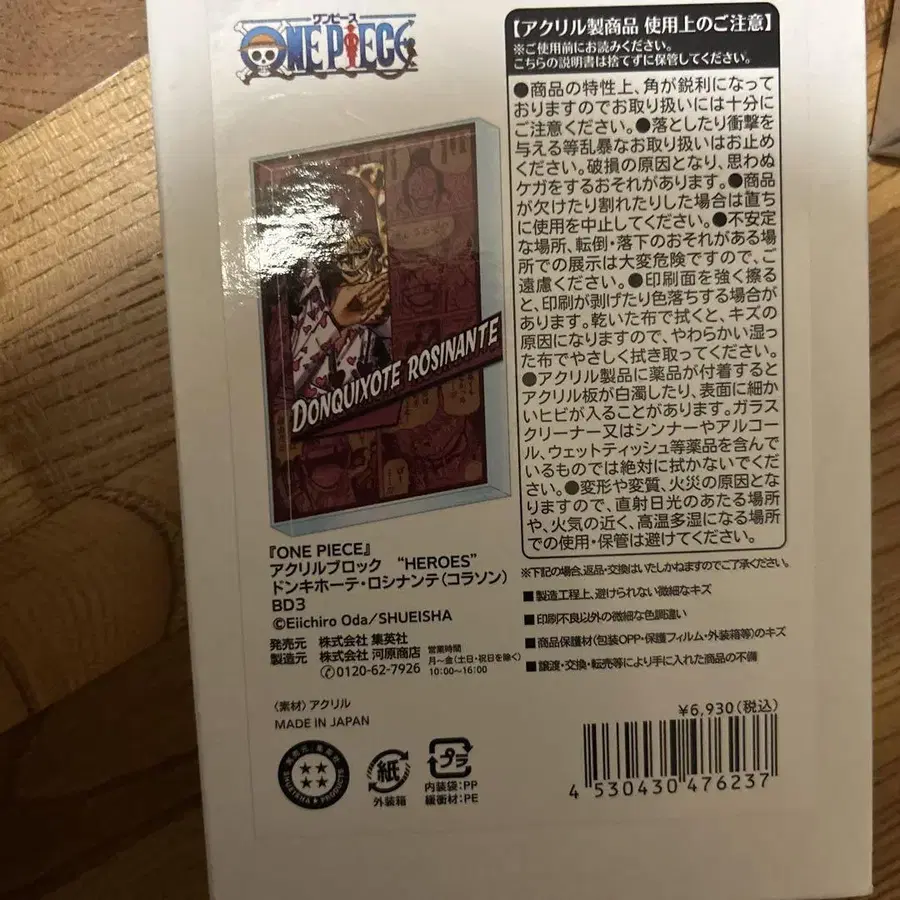 ワンピース
ONE PIECE
DONQUIXOTE ROSINANTE
『ONE PIECE』
アクリルブロック “HEROES”
ドンキホーテ・ロシナンテ(コラソン)
BD3
©Eiichiro Oda/SHUEISHA
発売元 株式会社 集英社
製造元 株式会社 河原商店
✆0120-62-7926
営業時間
月〜金(土日・祝日を除く)
10:00〜16:00
〈素材〉アクリル
MADE IN JAPAN
SHUEISHA PRODUCTS
紙
外装箱
プラ
内装袋:PP
緩衝材:PE
【アクリル製商品 使用上のご注意】
※ご使用前にお読みください。
こちらの説明書は捨てずに保管してください。
●商品の特性上、角が鋭利になって
おりますのでお取り扱いには十分に
ご注意ください。●落としたり衝撃を
与える等乱暴なお取り扱いはお止め
ください。破損の原因となり、思わぬ
ケガをするおそれがあります。●商品
が欠けたり割れたりした場合は直ち
に使用を中止してください。●不安定
な場所、転倒・落下のおそれがある場
所での展示は大変危険ですので、ご
遠慮ください。●印刷面を強く擦る
と、印刷が剥げたり色落ちする場合が
あります。乾いた布で拭くと、キズの
原因になりますので、やわらかい湿っ
た布でやさしく拭き取ってください。
●アクリル製品に薬品が付着すると
アクリル板が白濁したり、表面に細か
いヒビが入ることがあります。ガラス
クリーナー又はシンナーやアルコー
ル、ウェットティッシュ等薬品を含んで
いるものでは絶対に拭かないでくだ
さい。●変形や変質、火災の原因とな
りますので、直射日光のあたる場所
や、火気の近く、高温多湿になる場所
での使用・保管は避けてください。
※下記の場合、返品・交換はいたしかねますのでご了承ください。
■製造工程上、避けられない微細なキズ
■印刷不良以外の微細な色調違い
■商品保護材(包装OPP・保護フィルム・外装箱等)のキズ
■譲渡・交換・転売等により手に入れた商品の不備
¥6,930(税込)
4 530430 476237